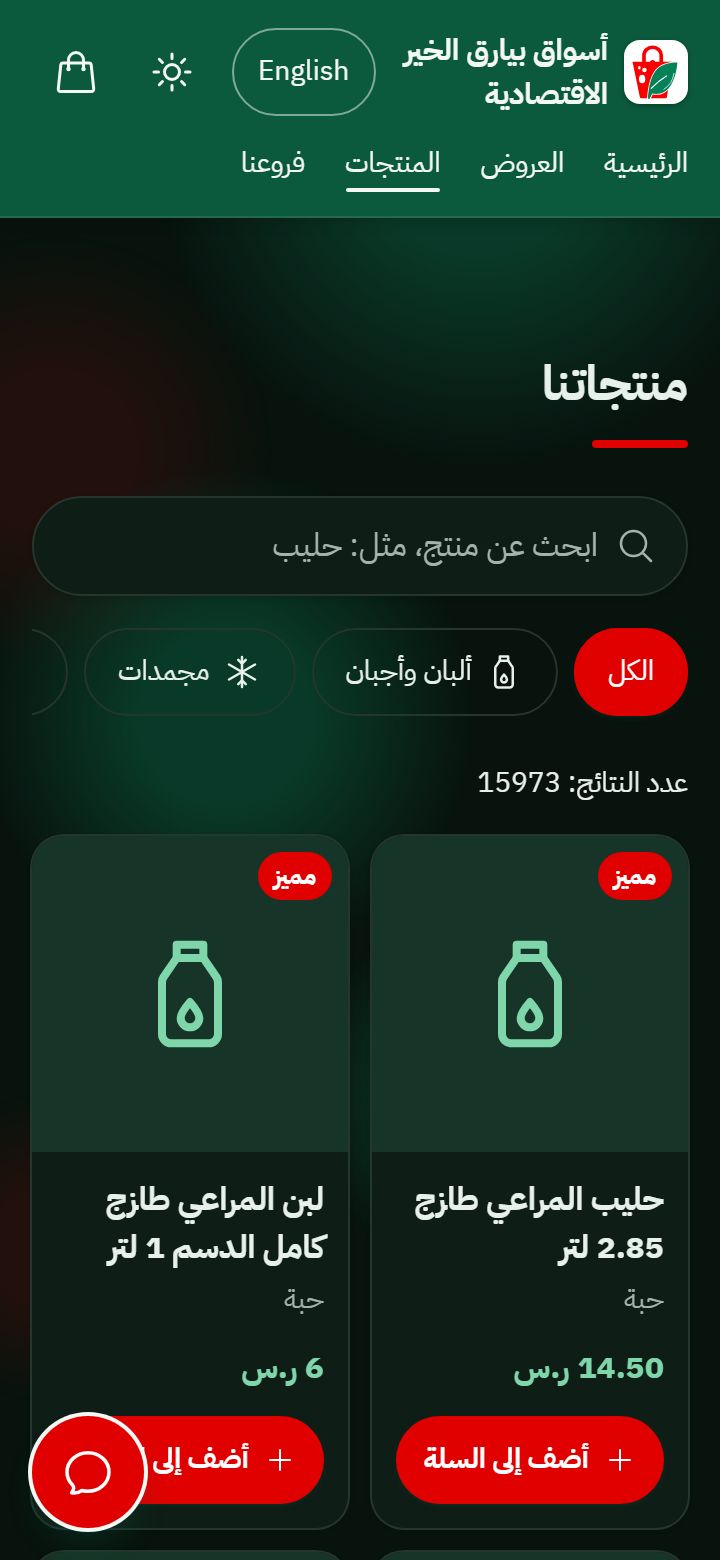 أسواق بيارق الخير
الاقتصادية
English
الرئيسية
العروض
المنتجات
فروعنا
منتجاتنا
ابحث عن منتج، مثل: حليب
الكل
ألبان وأجبان
مجمدات
عدد النتائج: 15973
مميز
حليب المراعي طازج
2.85 لتر
حبة
14.50 ر.س
أضف إلى السلة
مميز
لبن المراعي طازج
كامل الدسم 1 لتر
حبة
6 ر.س
أضف إلى